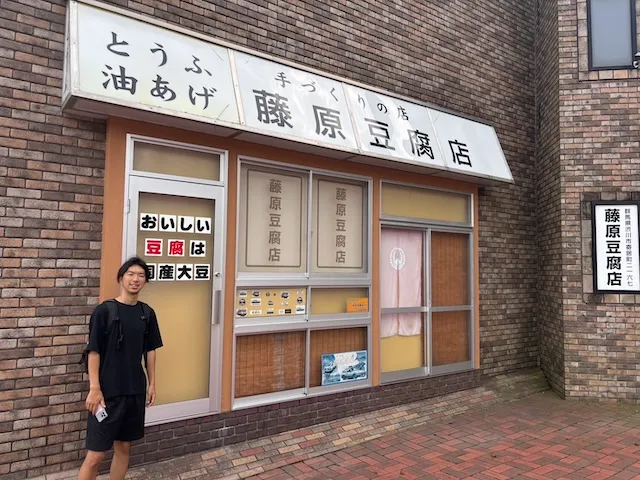 とうふ
油あげ
手づくりの店
藤原豆腐店
おいしい
豆腐は
国産大豆
藤原豆腐店
藤原豆腐店
藤原豆腐店